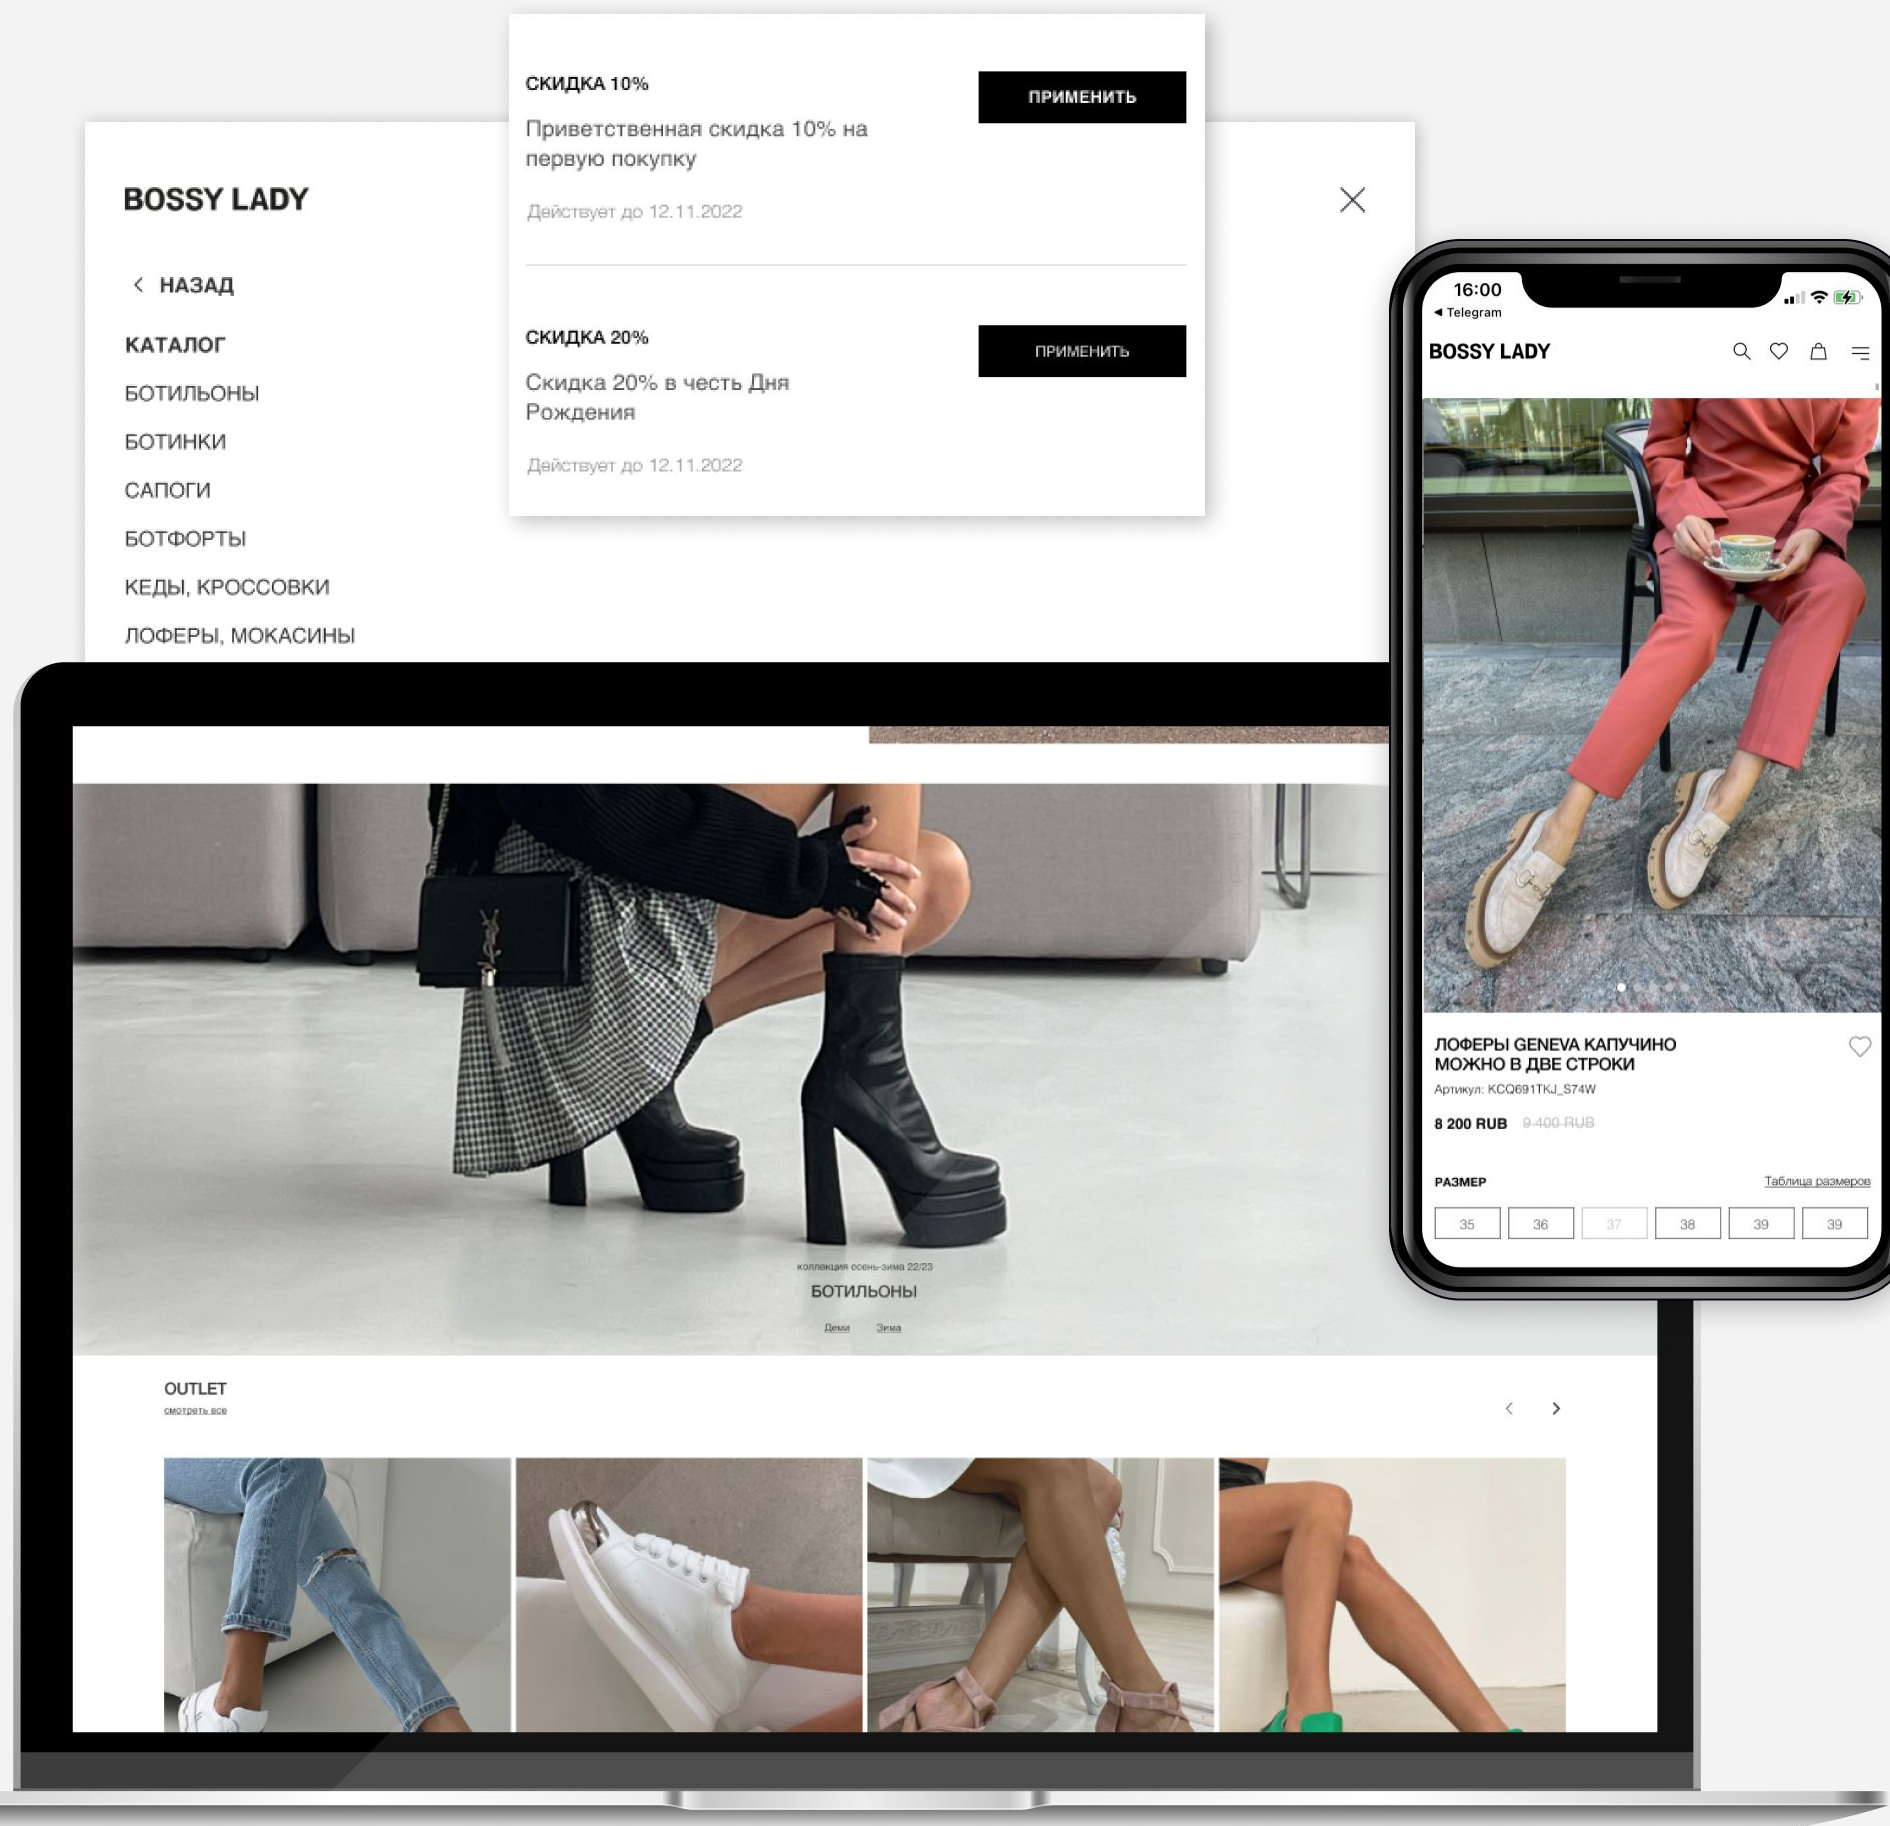 СКИДКА 10%
ПРИМЕНИТЬ
Приветственная скидка 10% на
первую покупку
Действует до 12.11.2022
СКИДКА 20%
ПРИМЕНИТЬ
Скидка 20% в честь Дня
Рождения
Действует до 12.11.2022
BOSSY LADY
НАЗАД
КАТАЛОГ
БОТИЛЬОНЫ
БОТИНКИ
САПОГИ
БОТФОРТЫ
КЕДЫ, КРОССОВКИ
ЛОФЕРЫ, МОКАСИНЫ
16:00
Telegram
BOSSY LADY
ЛОФЕРЫ GENEVA КАПУЧИНО
МОЖНО В ДВЕ СТРОКИ
Артикул: KCQ691TKJ_S74W
8 200 RUB 9 400 RUB
РАЗМЕР Таблица размеров
35 36 37 38 39 39
коллекция осень-зима 22/23
БОТИЛЬОНЫ
Деми Зима
OUTLET
смотреть все